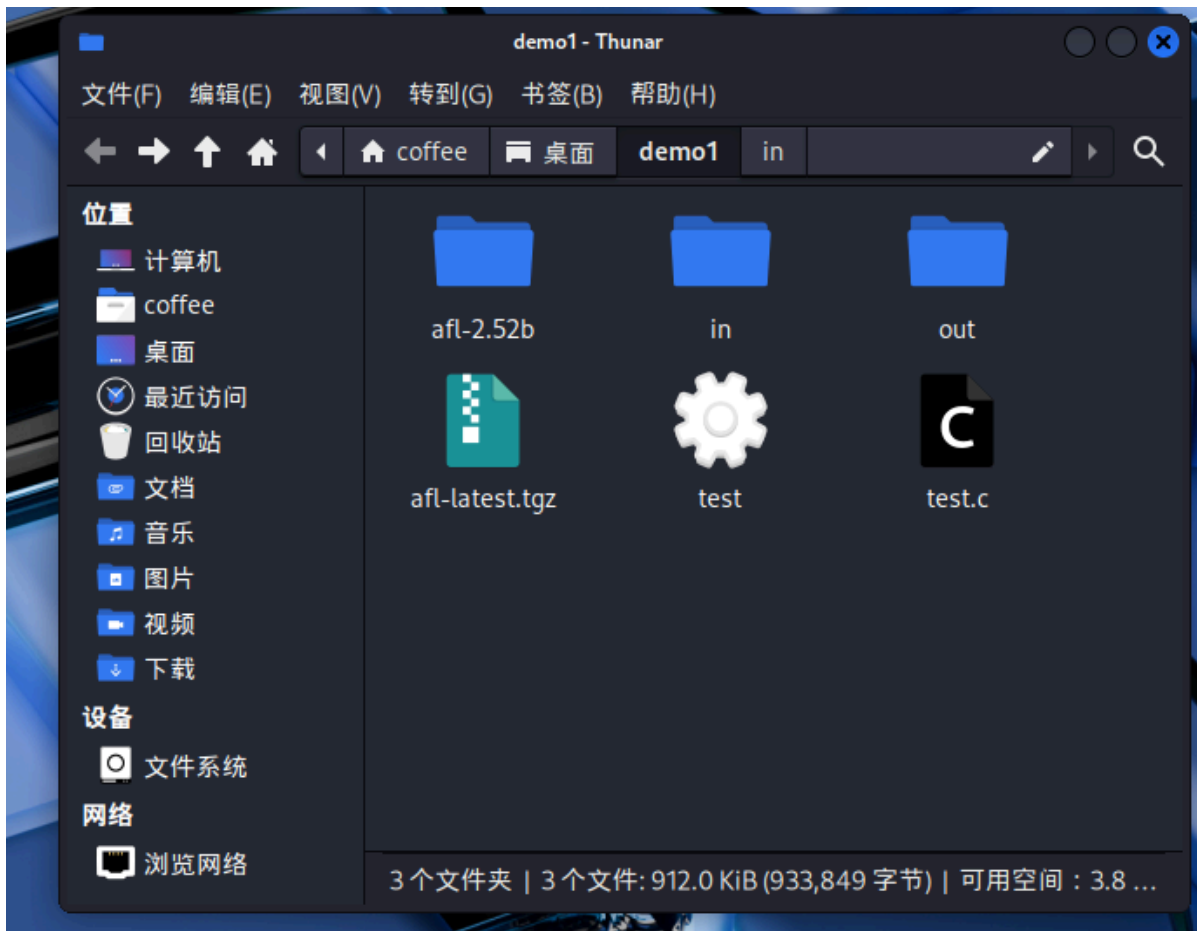 demo1 - Thunar
文件(F) 编辑(E) 视图(V) 转到(G) 书签(B) 帮助(H)
coffee 桌面 demo1 in
位置
计算机
coffee
桌面
最近访问
回收站
文档
音乐
图片
视频
下载
设备
文件系统
网络
浏览网络
afl-2.52b in out
afl-latest.tgz test test.c
3 个文件夹 | 3 个文件: 912.0 KiB (933,849 字节) | 可用空间：3.8 ...